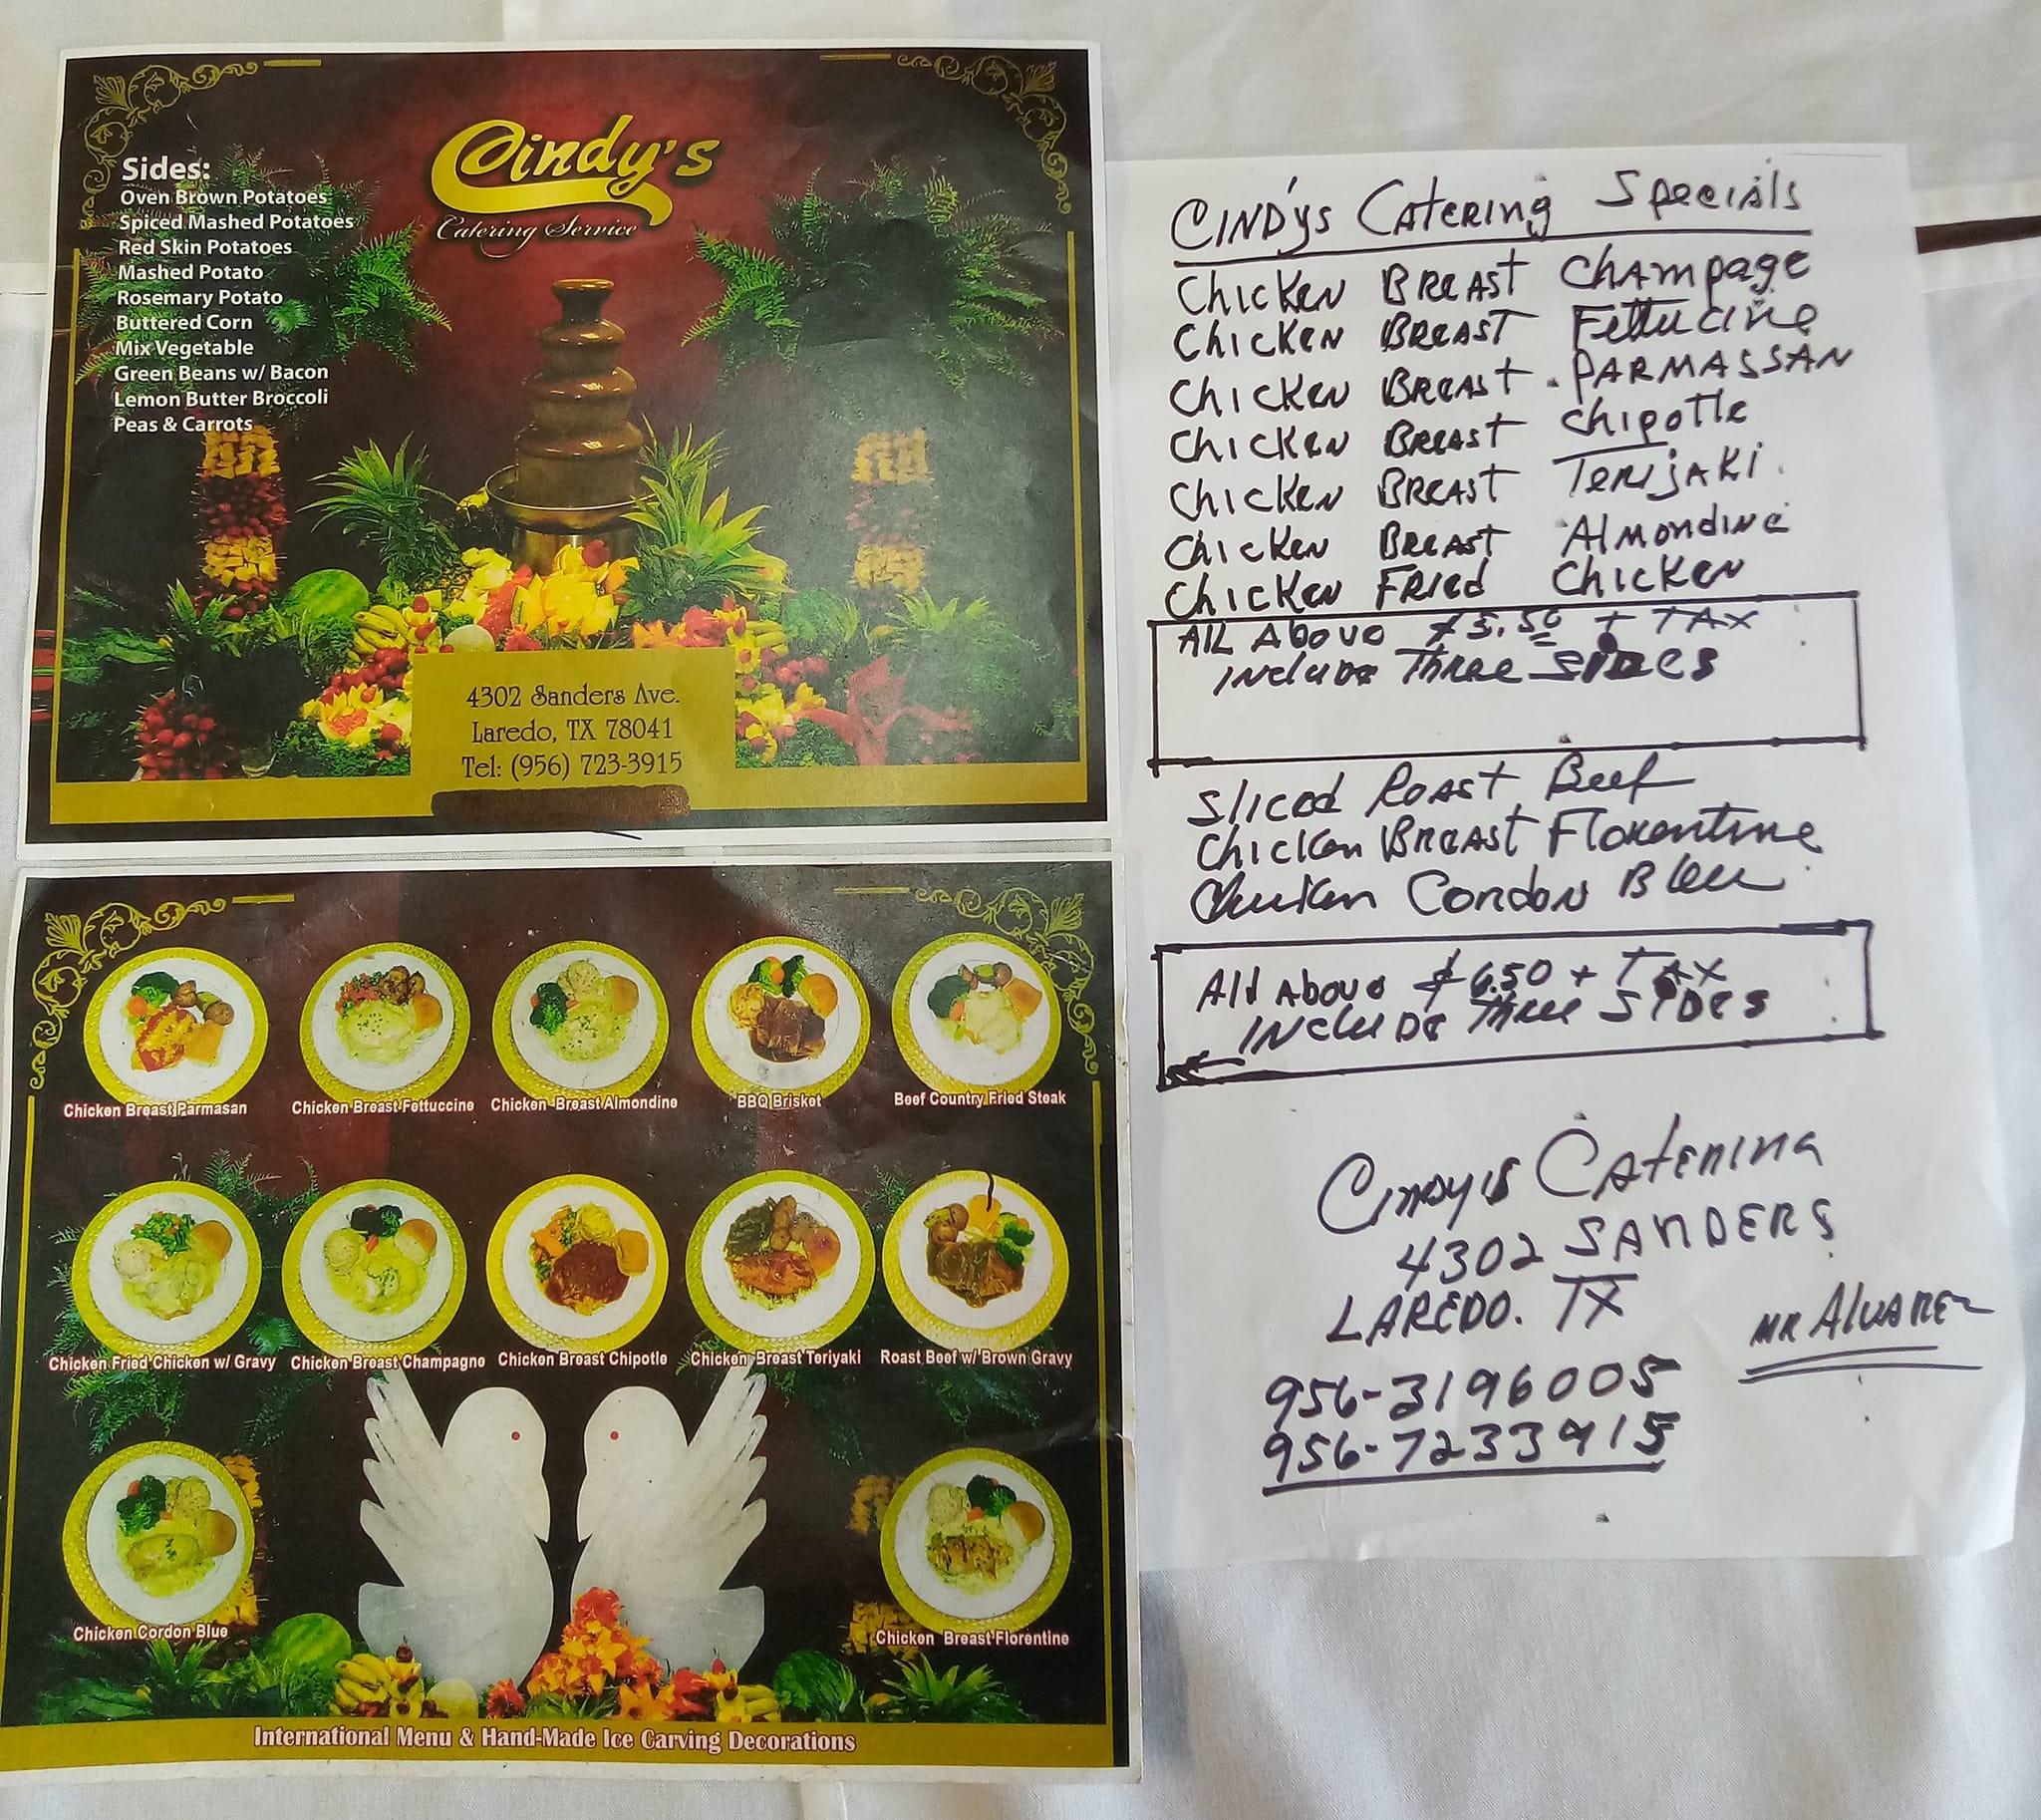 Cindy's
Catering Service
Sides:
Oven Brown Potatoes
Spiced Mashed Potatoes
Red Skin Potatoes
Mashed Potato
Rosemary Potato
Buttered Corn
Mix Vegetable
Green Beans w/ Bacon
Lemon Butter Broccoli
Peas & Carrots
4302 Sanders Ave.
Laredo, TX 78041
Tel: (956) 723-3915
Chicken Breast Parmasan
Chicken Breast Fettuccine
Chicken Breast Almondine
BBQ Brisket
Beef Country Fried Steak
Chicken Fried Chicken w/ Gravy
Chicken Breast Champagne
Chicken Breast Chipotle
Chicken Breast Teriyaki
Roast Beef w/ Brown Gravy
Chicken Cordon Blue
Chicken Breast Florentine
International Menu & Hand-Made Ice Carving Decorations
CINDYS CATERING SPECIALS
CHICKEN BREAST CHAMPAGE
CHICKEN BREAST Fettucine
CHICKEN BREAST PARMASSAN
CHICKEN BREAST chipotle
CHICKEN BREAST TERIJAKI
CHICKEN BREAST Almondine
CHICKEN FRIED CHICKEN
All Above + TAX
INCLUDE THREE SIDES
Sliced ROAST Beef
Chicken BREAST Florentine
Chicken Cordon Bleu
All Above $6.50 + TAX
INCLUDE THREE SIDES
Cindy's CATERING
4302 SANDERS
LAREDO. TX
MR ALVAREZ
956-3196005
956-7233915